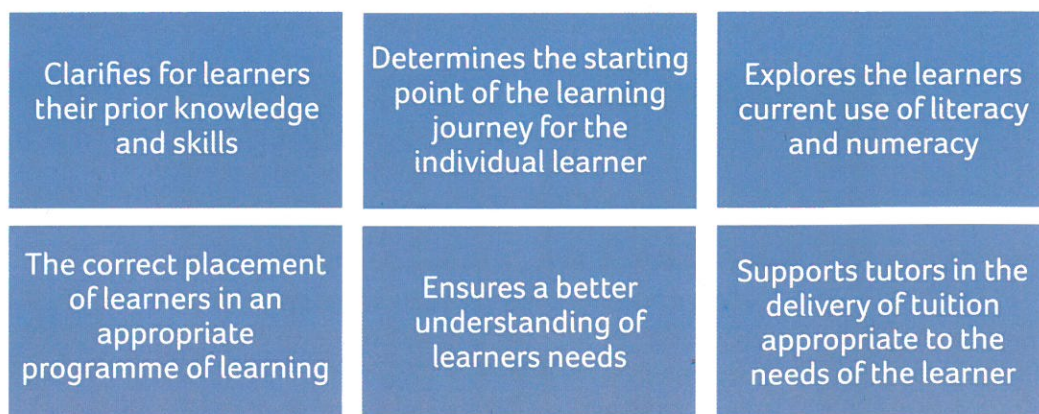 Clarifies for learners
their prior knowledge
and skills
Determines the starting
point of the learning
journey for the
individual learner
Explores the learners
current use of literacy
and numeracy
The correct placement
of learners in an
appropriate
programme of learning
Ensures a better
understanding of
learners needs
Supports tutors in the
delivery of tuition
appropriate to the
needs of the learner